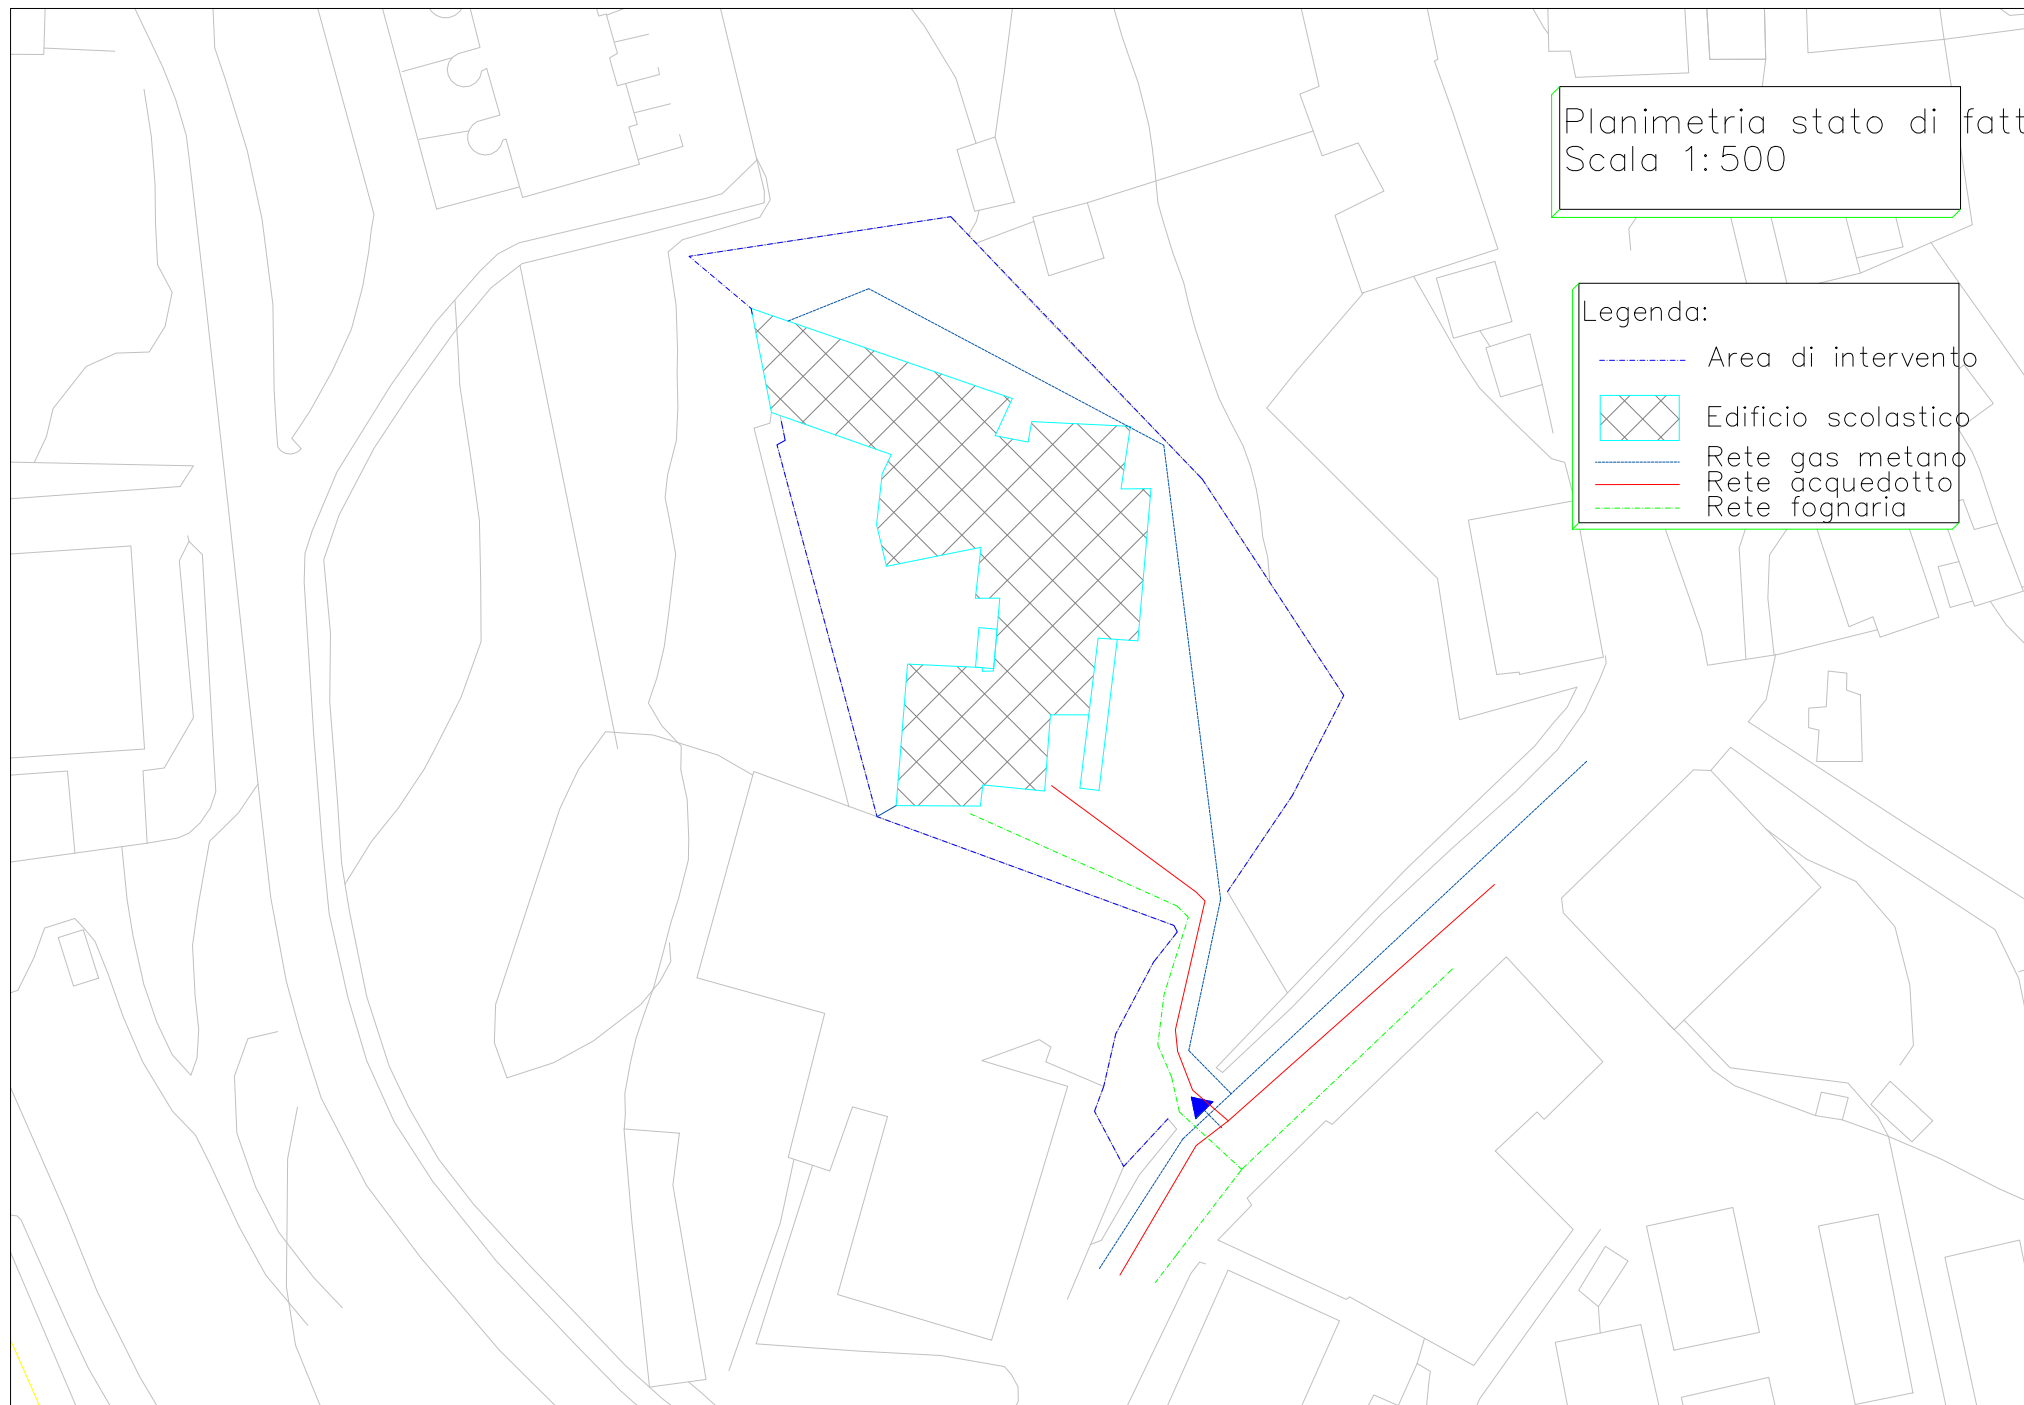 Planimetria stato di fatt
Scala 1:500
Legenda:
Area di intervento
Edificio scolastico
Rete gas metano
Rete acquedotto
Rete fognaria